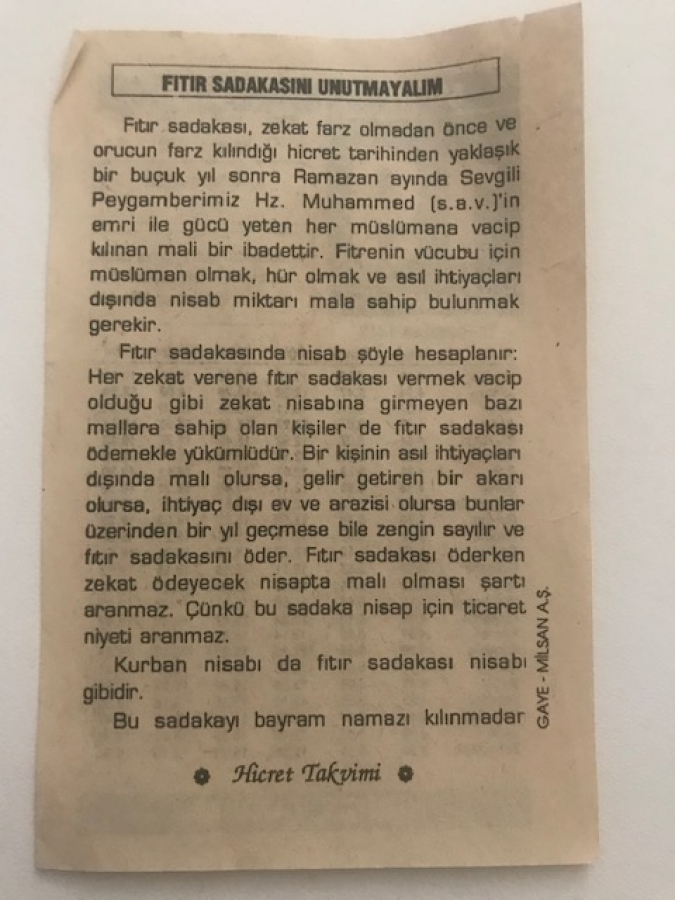 FITIR SADAKASINI UNUTMAYALIM
Fıtır sadakası, zekat farz olmadan önce ve
orucun farz kılındığı hicret tarihinden yaklaşık
bir buçuk yıl sonra Ramazan ayında Sevgili
Peygamberimiz Hz. Muhammed (s.a.v.)'in
emri ile gücü yeten her müslümana vacip
kılınan mali bir ibadettir. Fitrenin vücubu için
müslüman olmak, hür olmak ve asıl ihtiyaçları
dışında nisab miktarı mala sahip bulunmak
gerekir.
Fıtır sadakasında nisab şöyle hesaplanır:
Her zekat verene fıtır sadakası vermek vacip
olduğu gibi zekat nisabına girmeyen bazı
mallara sahip olan kişiler de fıtır sadakası
ödemekle yükümlüdür. Bir kişinin asıl ihtiyaçları
dışında malı olursa, gelir getiren bir akarı
olursa, ihtiyaç dışı ev ve arazisi olursa bunlar
üzerinden bir yıl geçmese bile zengin sayılır ve
fıtır sadakasını öder. Fıtır sadakası öderken
zekat ödeyecek nisapta malı olması şartı
aranmaz. Çünkü bu sadaka nisap için ticaret
niyeti aranmaz.
Kurban nisabı da fıtır sadakası nisabı
gibidir.
Bu sadakayı bayram namazı kılınmadar
Hicret Takvimi
GAYE - MİLSAN A.Ş.